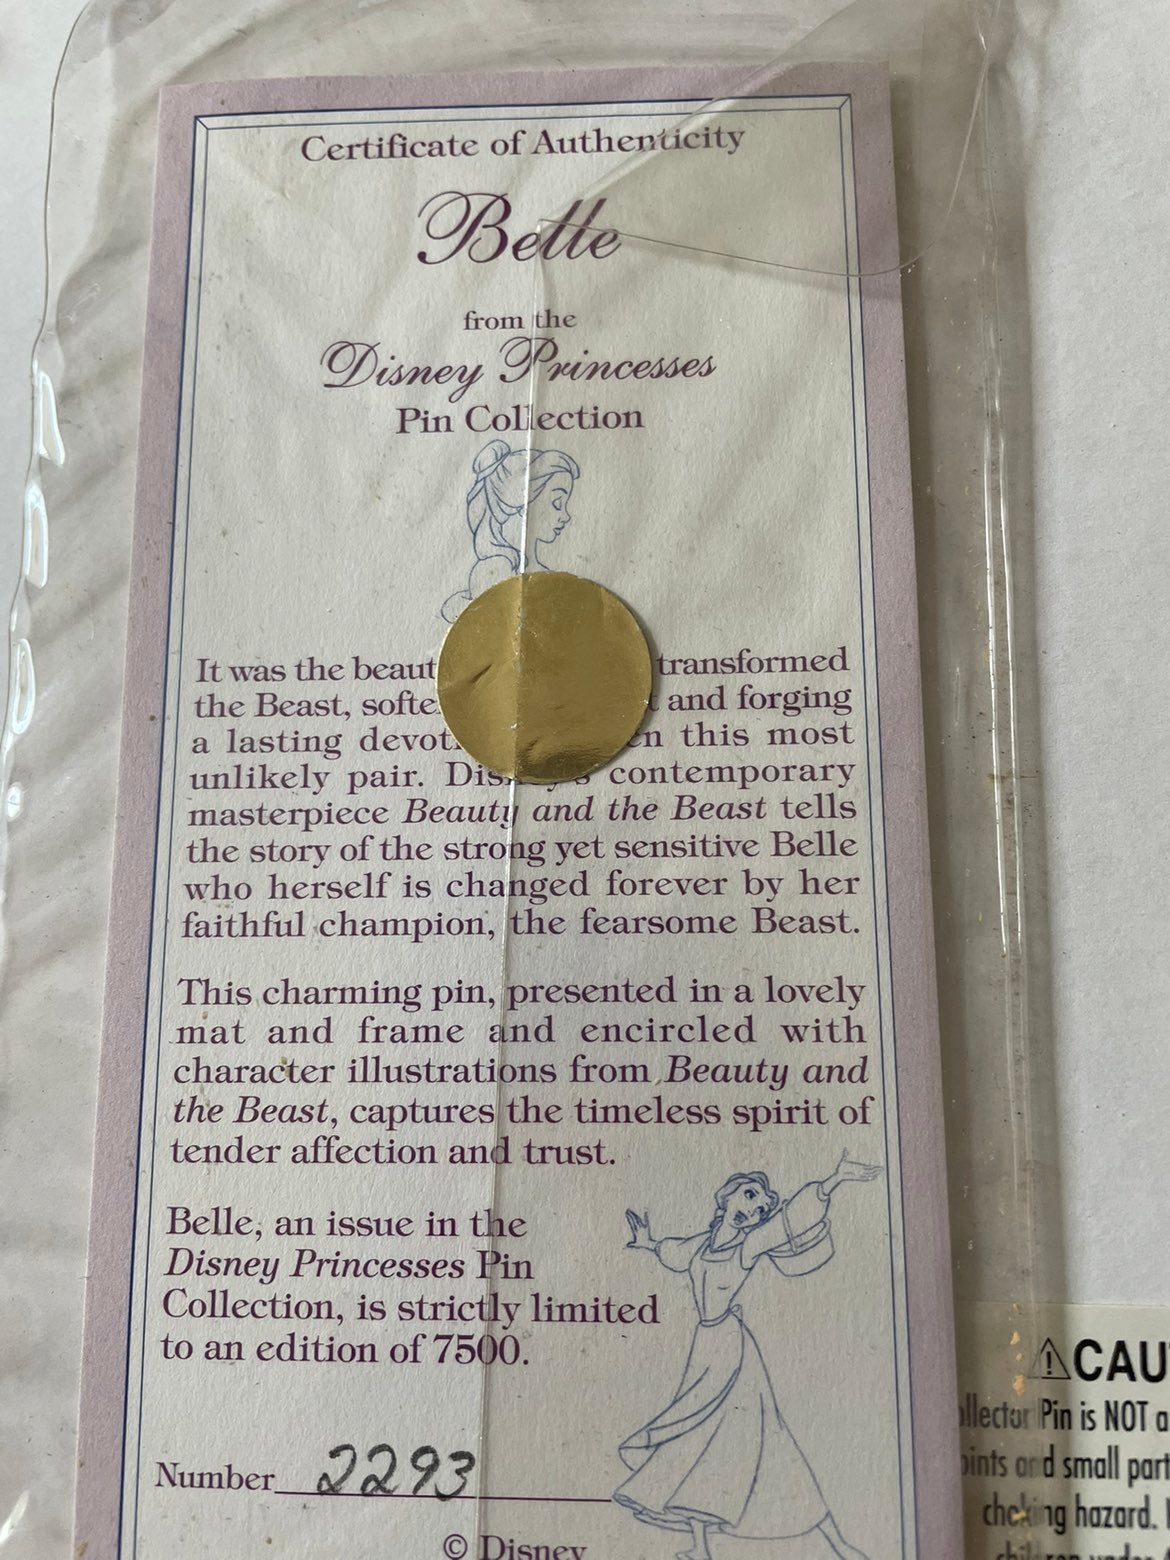 Certificate of Authenticity
Belle
from the
Disney Princesses
Pin Collection
It was the transformed
the Beast, and forging
a lasting this most
unlikely pair. contemporary
masterpiece Beauty and the Beast tells
the story of the strong yet sensitive Belle
who herself is changed forever by her
faithful champion, the fearsome Beast.
This charming pin, presented in a lovely
mat and frame and encircled with
character illustrations from Beauty and
the Beast, captures the timeless spirit of
tender affection and trust.
Belle, an issue in the
Disney Princesses Pin
Collection, is strictly limited
to an edition of 7500.
Number 2293
© Disney
⚠CAU
Pin is NOT a
and small part
choking hazard.